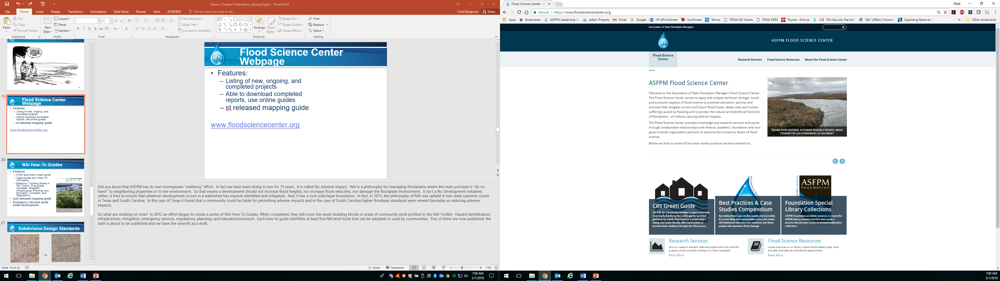 Generic Chapter Presentation_Spring18.pptx - PowerPoint
File Home Insert Design Transitions Animations Slide Show Review View ACROBAT Tell me what you want to do...
Chad Berginnis Share
Paste
Cut
Copy
Format Painter
Clipboard
New Slide
Layout
Reset
Section
Slides
28
Font
Text Direction
Align Text
Convert to SmartArt
Paragraph
Arrange
Quick Styles
Shape Fill
Shape Outline
Shape Effects
Drawing
Find
Replace
Select
Editing
19
Flood Science Center
Webpage
• Features:
– Listing of new, ongoing, and
completed projects
– Able to download completed
reports, use online guides
– st released mapping guide
www.floodsciencecenter.org
20
NAI How-To Guides
• Features:
– 5 NAI level tools in each guide
– Case studies and "How-To"
information
– Based on 7 building blocks in
NAI Toolkit. Five guides
complete: Mitigation,
Infrastructure, Planning, and
Education / Outreach, and
Regulations
• Just released mapping guide
• Emergency Services guide
under development
NAI How-To
Guide for Planning
21
Subdivision Design Standards
vs
ASFPM
Flood Science Center
Webpage
• Features:
– Listing of new, ongoing, and
completed projects
– Able to download completed
reports, use online guides
– st released mapping guide
www.floodsciencecenter.org
Did you know that ASFPM has its own homegrown "resiliency" effort. In fact we have been doing it now for 15 years. It is called No Adverse Impact. NAI is a philosophy for managing floodplains where the main principle is "do no
harm" to neighboring properties or to the environment. So that means a development should not increase flood heights, nor increase flood velocities, nor damage the floodplain environment. It isn't a No Development initiative;
rather, it tries to ensure that whatever development occurs in a watershed has impacts identified and mitigated. And, it has a rock solid legal foundation. In fact, in 2015, the philosophy of NAI was upheld in two state supreme courts
in Texas and South Carolina. In the case of Texas it found that a community could be liable for permitting adverse impacts and in the case of South Carolina higher floodway standards were viewed favorably as reducing adverse
impacts.
So what are working on now? In 2012 an effort began to create a series of NAI How-To Guides. When completed, they will cover the seven building blocks or areas of community work profiled in the NAI Toolkit: Hazard identification,
infrastructure, mitigation, emergency services, regulations, planning, and education/outreach. Each how-to guide identifies at least five NAI level tools that can be adopted or used by communities. Five of them are now published, the
sixth is about to be published and we have the seventh as a draft.
Slide 19 of 26
Notes Comments 73%
7:00 AM
3/1/2018
Flood Science Center - Fl
Chad
Secure https://www.floodsciencecenter.org
Apps Bookmarks ASFPM Leadership C asfpm Projects Gmail Google HP ePrintCenter Southwest Tenrox FEMA ND Grants FEMA PARS Toyota - Entune LII TSA Security Fee Stat S&T LRBAA | Homela Operating Reserves f » Other bookmarks
Association of State Floodplain Managers
ASFPM FLOOD SCIENCE CENTER
Flood Science
Center
Research Services Flood Science Resources About the Flood Science Center
Home
ASFPM Flood Science Center
Welcome to the Association of State Floodplain Managers Flood Science Center.
The Flood Science Center strives to apply and analyze technical, biologic, social
and economic aspects of flood science to promote education, policies and
activities that mitigate current and future flood losses, abate costs and human
suffering caused by flooding and to protect the natural and beneficial functions
of floodplains - all without causing adverse impacts.
The Flood Science Center provides knowledge and research services and works
through collaborative relationships with federal, academic, foundation and non-
governmental organization partners to advance the numerous facets of flood
science.
Below are links to some of the most recent products we have worked on.
TIJUANA RIVER NATIONAL ESTUARINE RESEARCH RESERVE. IMAGE
COURTESY OF LISA SCHIAVINATO, CA SEA GRANT.
CRS Green Guide
The CRS for Community Resilience project promotes
Community Rating System participation, provides
guidance on actions that increase a community's
rating, and works directly with communities to
increase their resiliency through the CRS process.
Best Practices & Case
Studies Compendium
By making these case studies usable and accessible,
it is more likely that communities across the nation
will implement risk reduction measures and fewer
people will experience flood damage.
ASFPM
foundation
Foundation Special
Library Collections
ASFPM Foundation provided resources to create the
ASFPM Library website interface and create a
process that provides access to donated publication
collections.
Research Services
Find our research interests, featured projects and a list of all the
projects we are currently working on or have completed.
Read More
Flood Science Resources
Locate resources in our library, explore flood-related maps, tools
and data, and seek new educational opportunities.
Read More
7:00 AM
3/1/2018